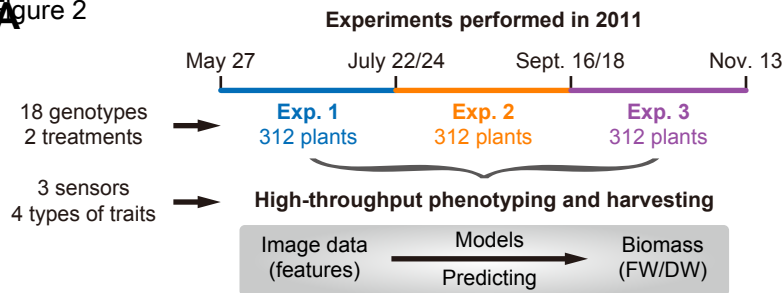 Figure 2
A
Experiments performed in 2011
May 27
July 22/24
Sept. 16/18
Nov. 13
18 genotypes
2 treatments
Exp. 1
312 plants
Exp. 2
312 plants
Exp. 3
312 plants
3 sensors
4 types of traits
High-throughput phenotyping and harvesting
Image data
(features)
Models
Predicting
Biomass
(FW/DW)